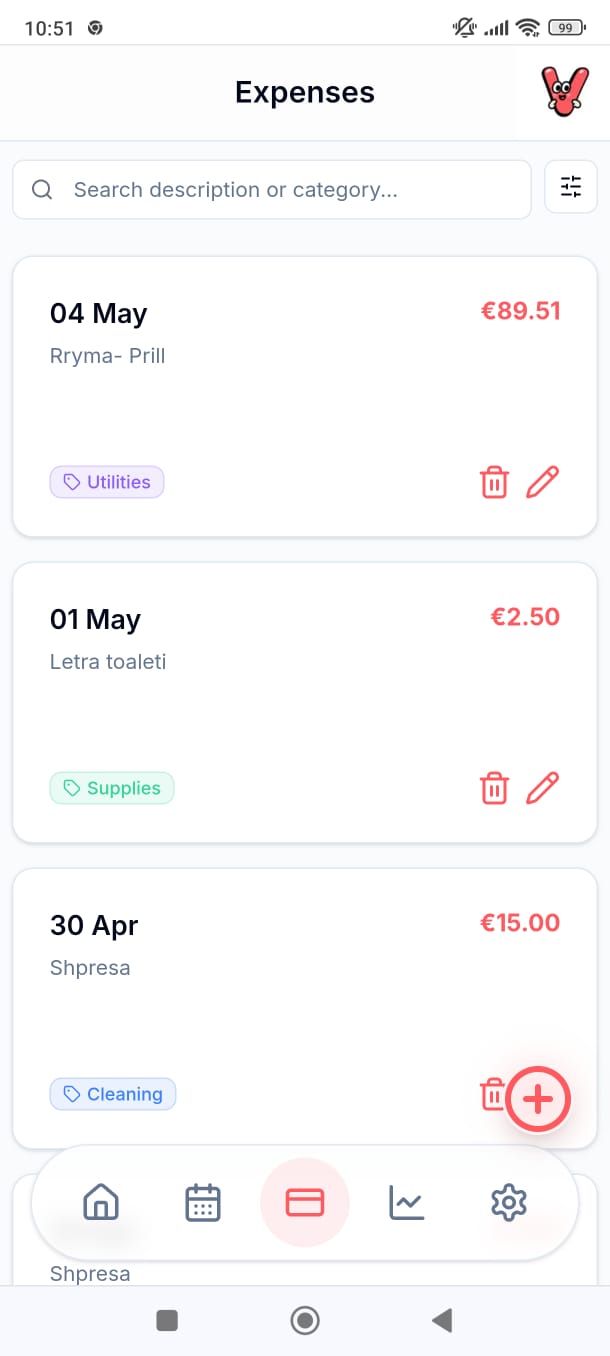 10:51
99
Expenses
Search description or category...
04 May
€89.51
Rryma- Prill
Utilities
01 May
€2.50
Letra toaleti
Supplies
30 Apr
€15.00
Shpresa
Cleaning
Shpresa